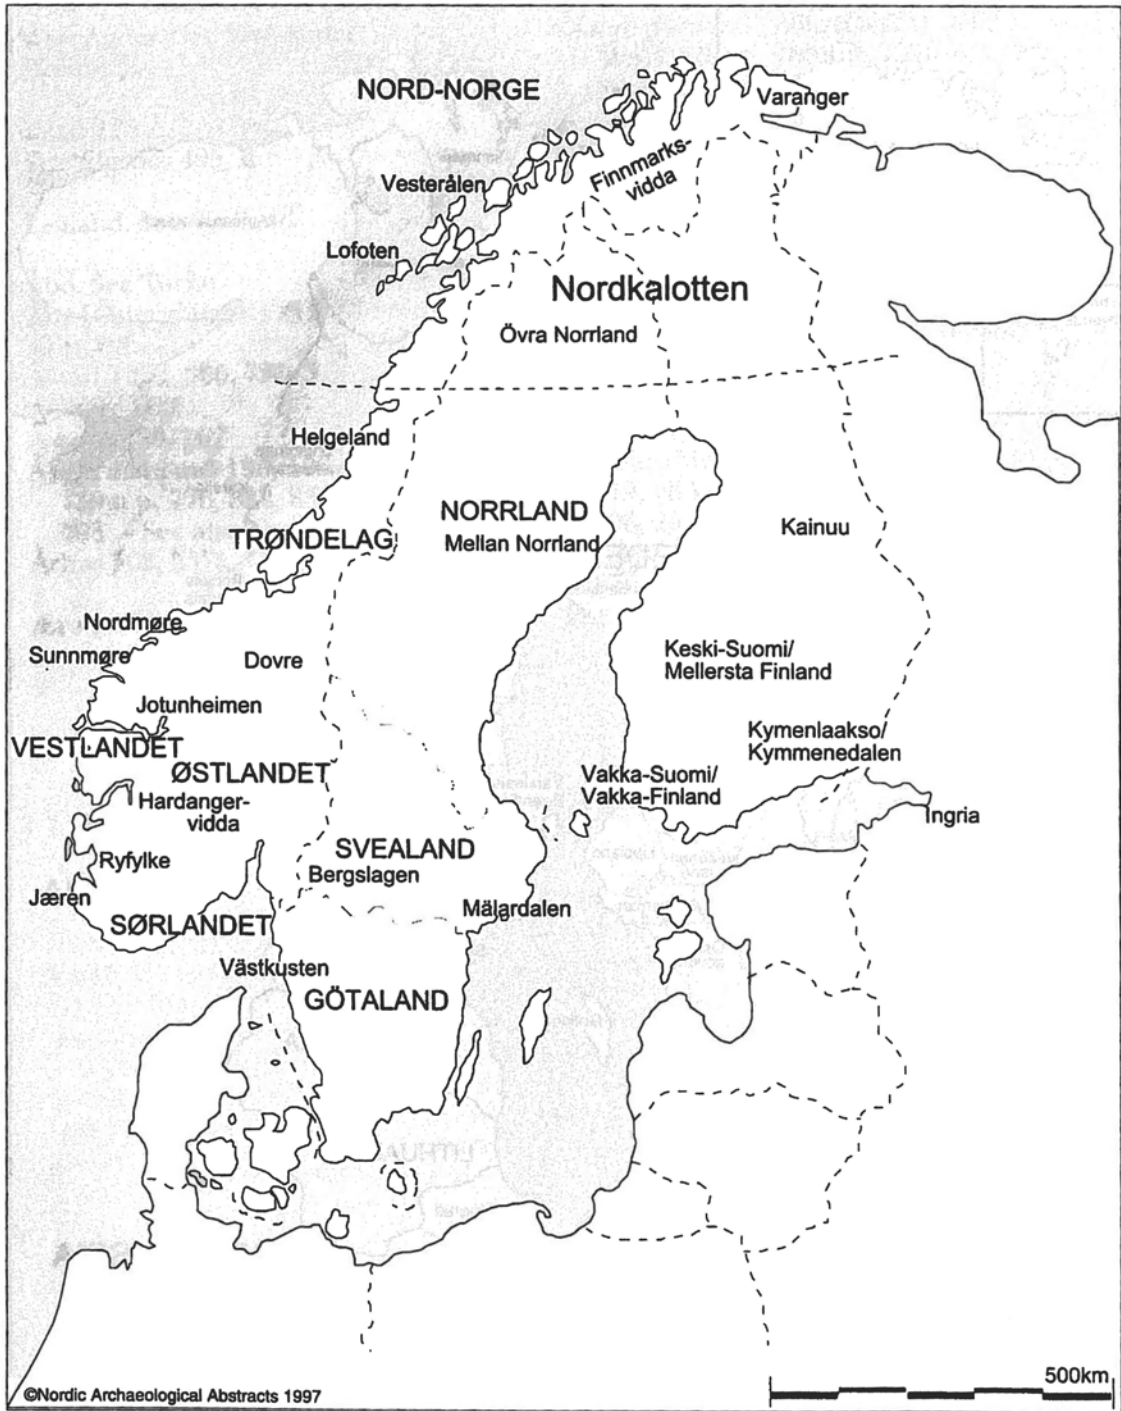 NORD-NORGE
Varanger
Finnmarks-
vidda
Vesterålen
Lofoten
Nordkalotten
Övra Norrland
Helgeland
NORRLAND
Mellan Norrland
Kainuu
TRØNDELAG
Nordmøre
Sunnmøre
Dovre
Keski-Suomi/
Mellersta Finland
Jotunheimen
VESTLANDET
ØSTLANDET
Kymenlaakso/
Kymmenedalen
Vakka-Suomi/
Vakka-Finland
Hardanger-
vidda
Ingria
SVEALAND
Bergslagen
Ryfylke
Jæren
Mälardalen
SØRLANDET
Västkusten
GÖTALAND
500km
©Nordic Archaeological Abstracts 1997